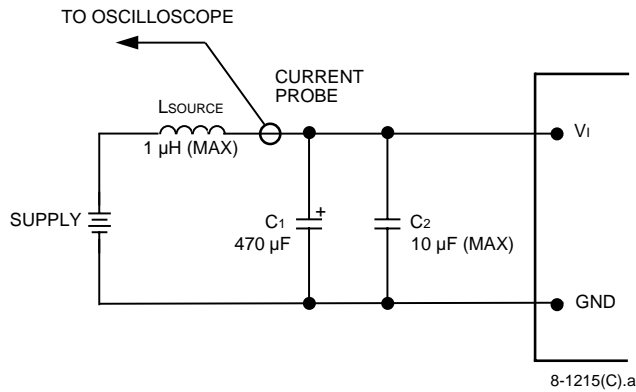 TO OSCILLOSCOPE
CURRENT
PROBE
LSOURCE
1 µH (MAX)
VI
SUPPLY
C1
+
470 µF
C2
10 µF (MAX)
GND
8-1215(C).a